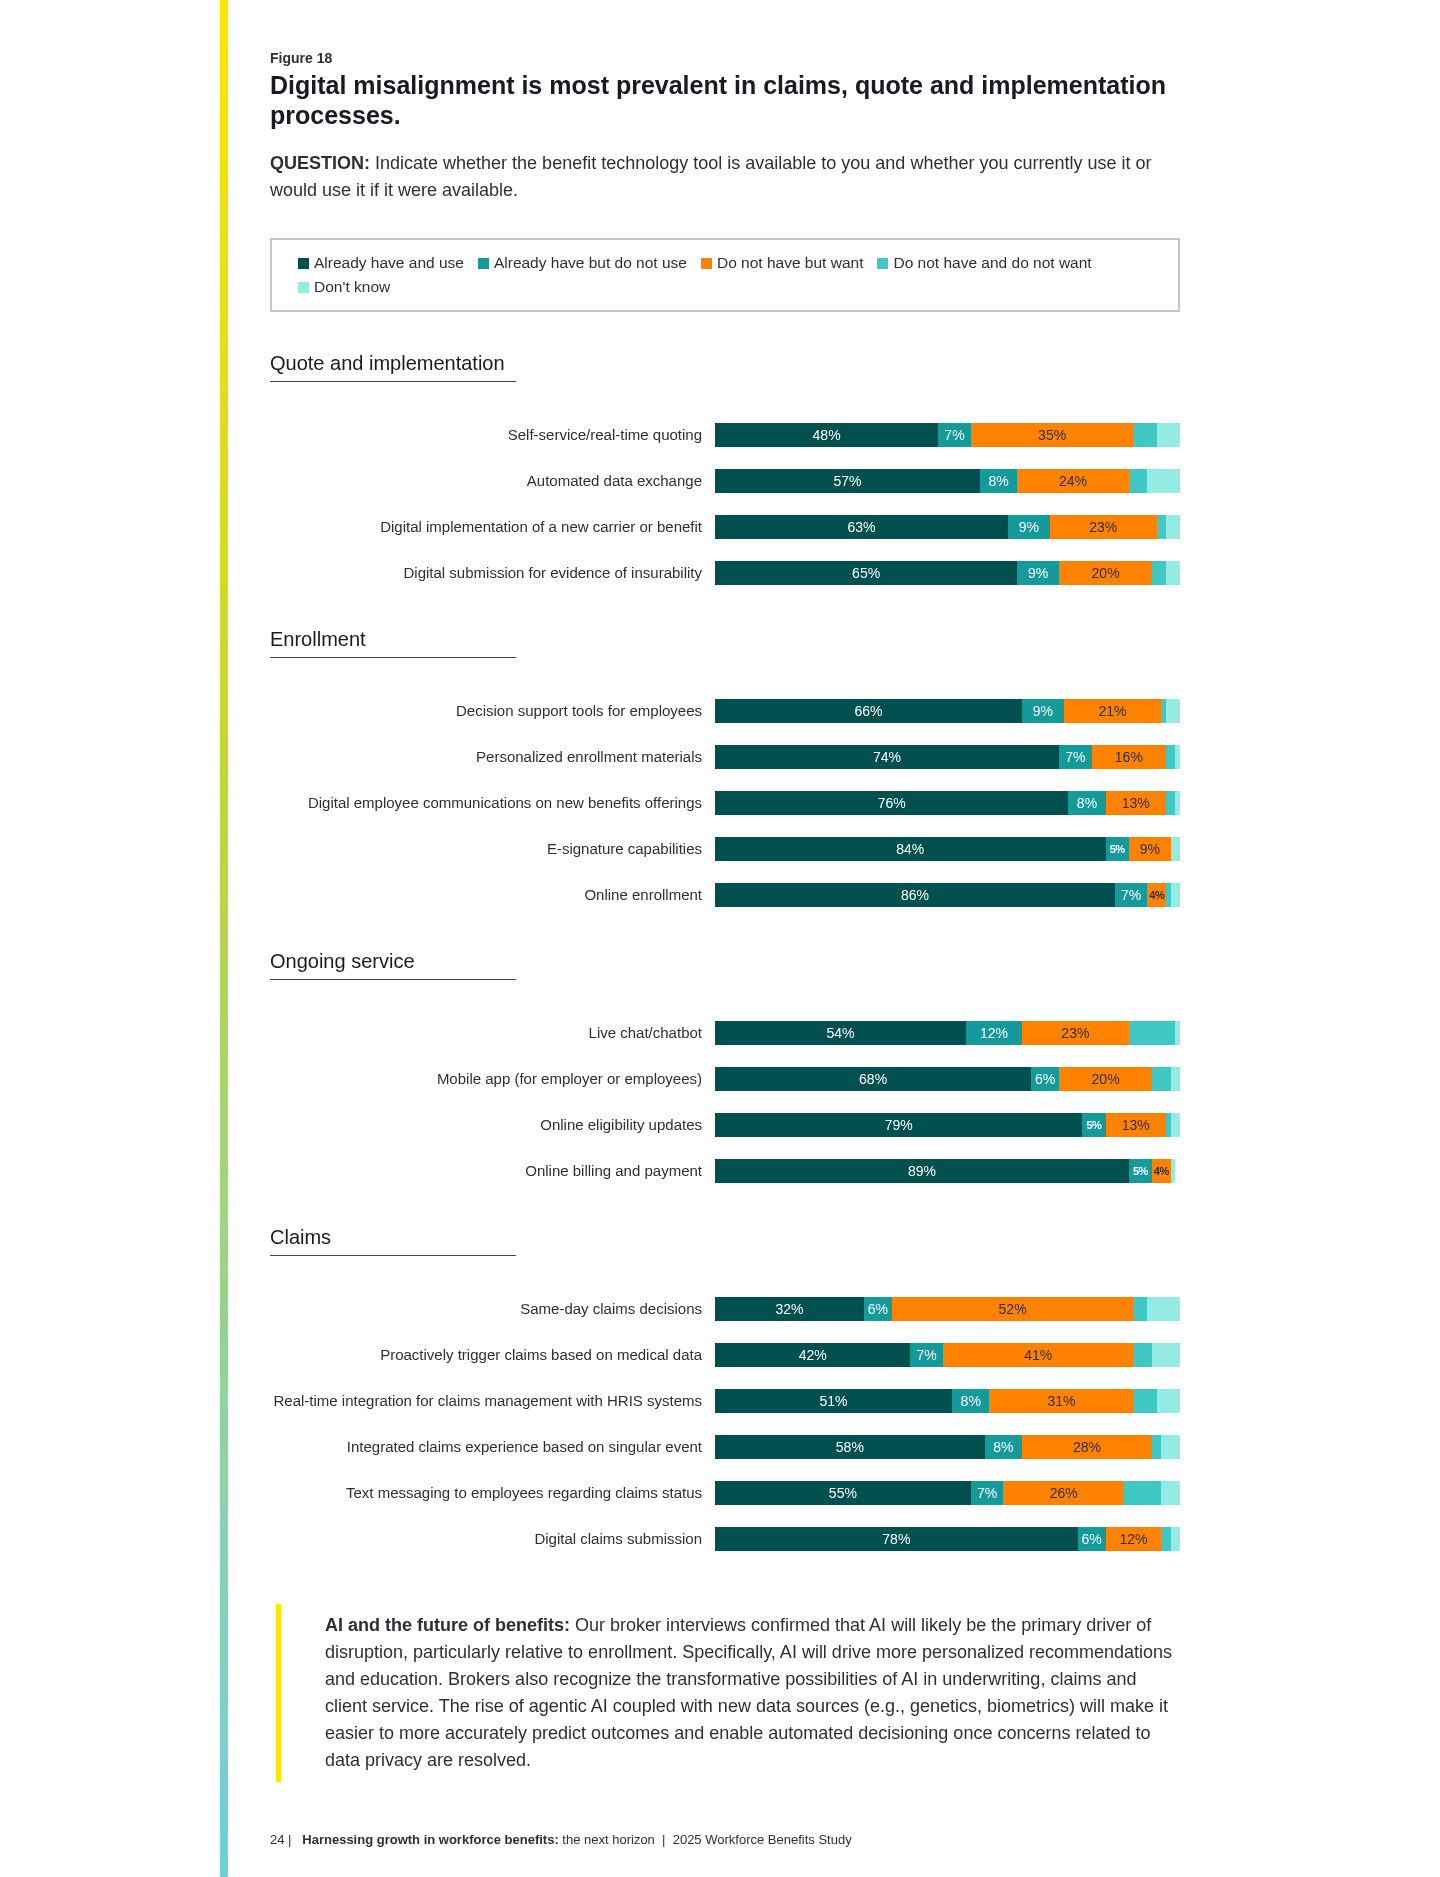 Figure 18
Digital misalignment is most prevalent in claims, quote and implementation
processes.
QUESTION: Indicate whether the benefit technology tool is available to you and whether you currently use it or
would use it if it were available.
Already have and use Already have but do not use Do not have but want Do not have and do not want
Don't know
Quote and implementation
Self-service/real-time quoting 48% 7% 35%
Automated data exchange 57% 8% 24%
Digital implementation of a new carrier or benefit 63% 9% 23%
Digital submission for evidence of insurability 65% 9% 20%
Enrollment
Decision support tools for employees 66% 9% 21%
Personalized enrollment materials 74% 7% 16%
Digital employee communications on new benefits offerings 76% 8% 13%
E-signature capabilities 84% 5% 9%
Online enrollment 86% 7% 4%
Ongoing service
Live chat/chatbot 54% 12% 23%
Mobile app (for employer or employees) 68% 6% 20%
Online eligibility updates 79% 5% 13%
Online billing and payment 89% 5% 4%
Claims
Same-day claims decisions 32% 6% 52%
Proactively trigger claims based on medical data 42% 7% 41%
Real-time integration for claims management with HRIS systems 51% 8% 31%
Integrated claims experience based on singular event 58% 8% 28%
Text messaging to employees regarding claims status 55% 7% 26%
Digital claims submission 78% 6% 12%
AI and the future of benefits: Our broker interviews confirmed that AI will likely be the primary driver of
disruption, particularly relative to enrollment. Specifically, AI will drive more personalized recommendations
and education. Brokers also recognize the transformative possibilities of AI in underwriting, claims and
client service. The rise of agentic AI coupled with new data sources (e.g., genetics, biometrics) will make it
easier to more accurately predict outcomes and enable automated decisioning once concerns related to
data privacy are resolved.
24 | Harnessing growth in workforce benefits: the next horizon | 2025 Workforce Benefits Study